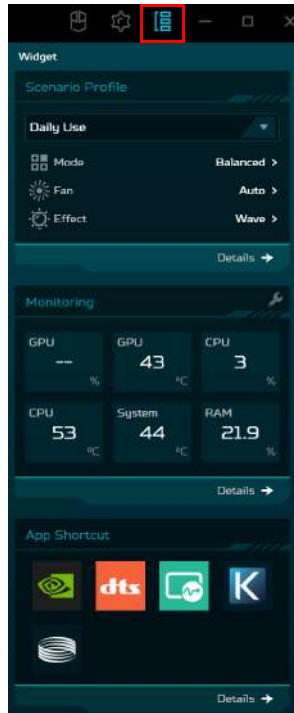 Widget
Scenario Profile
Daily Use
Mode Balanced >
Fan Auto >
Effect Wave >
Details →
Monitoring
GPU GPU CPU
-- 43 3
% °C %
CPU System RAM
53 44 21.9
°C °C %
Details →
App Shortcut
dts K
Details →